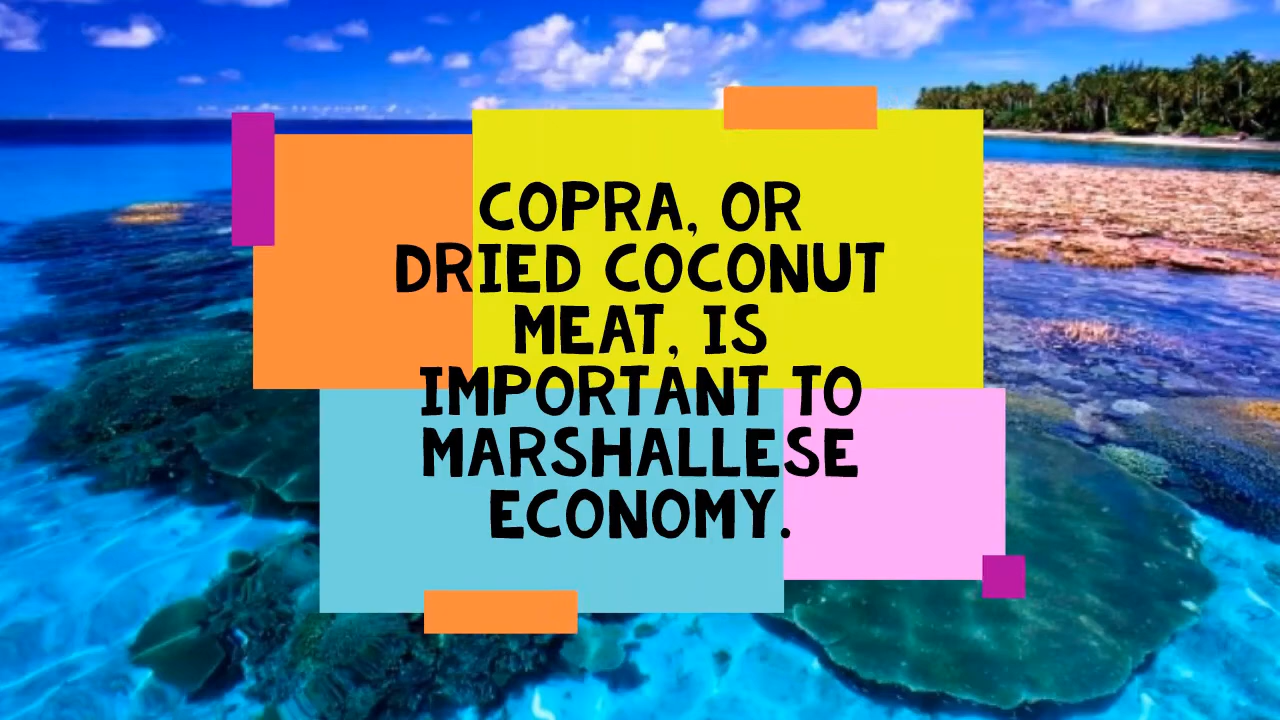 COPRA, OR
DRIED COCONUT
MEAT, IS
IMPORTANT TO
MARSHALLESE
ECONOMY.